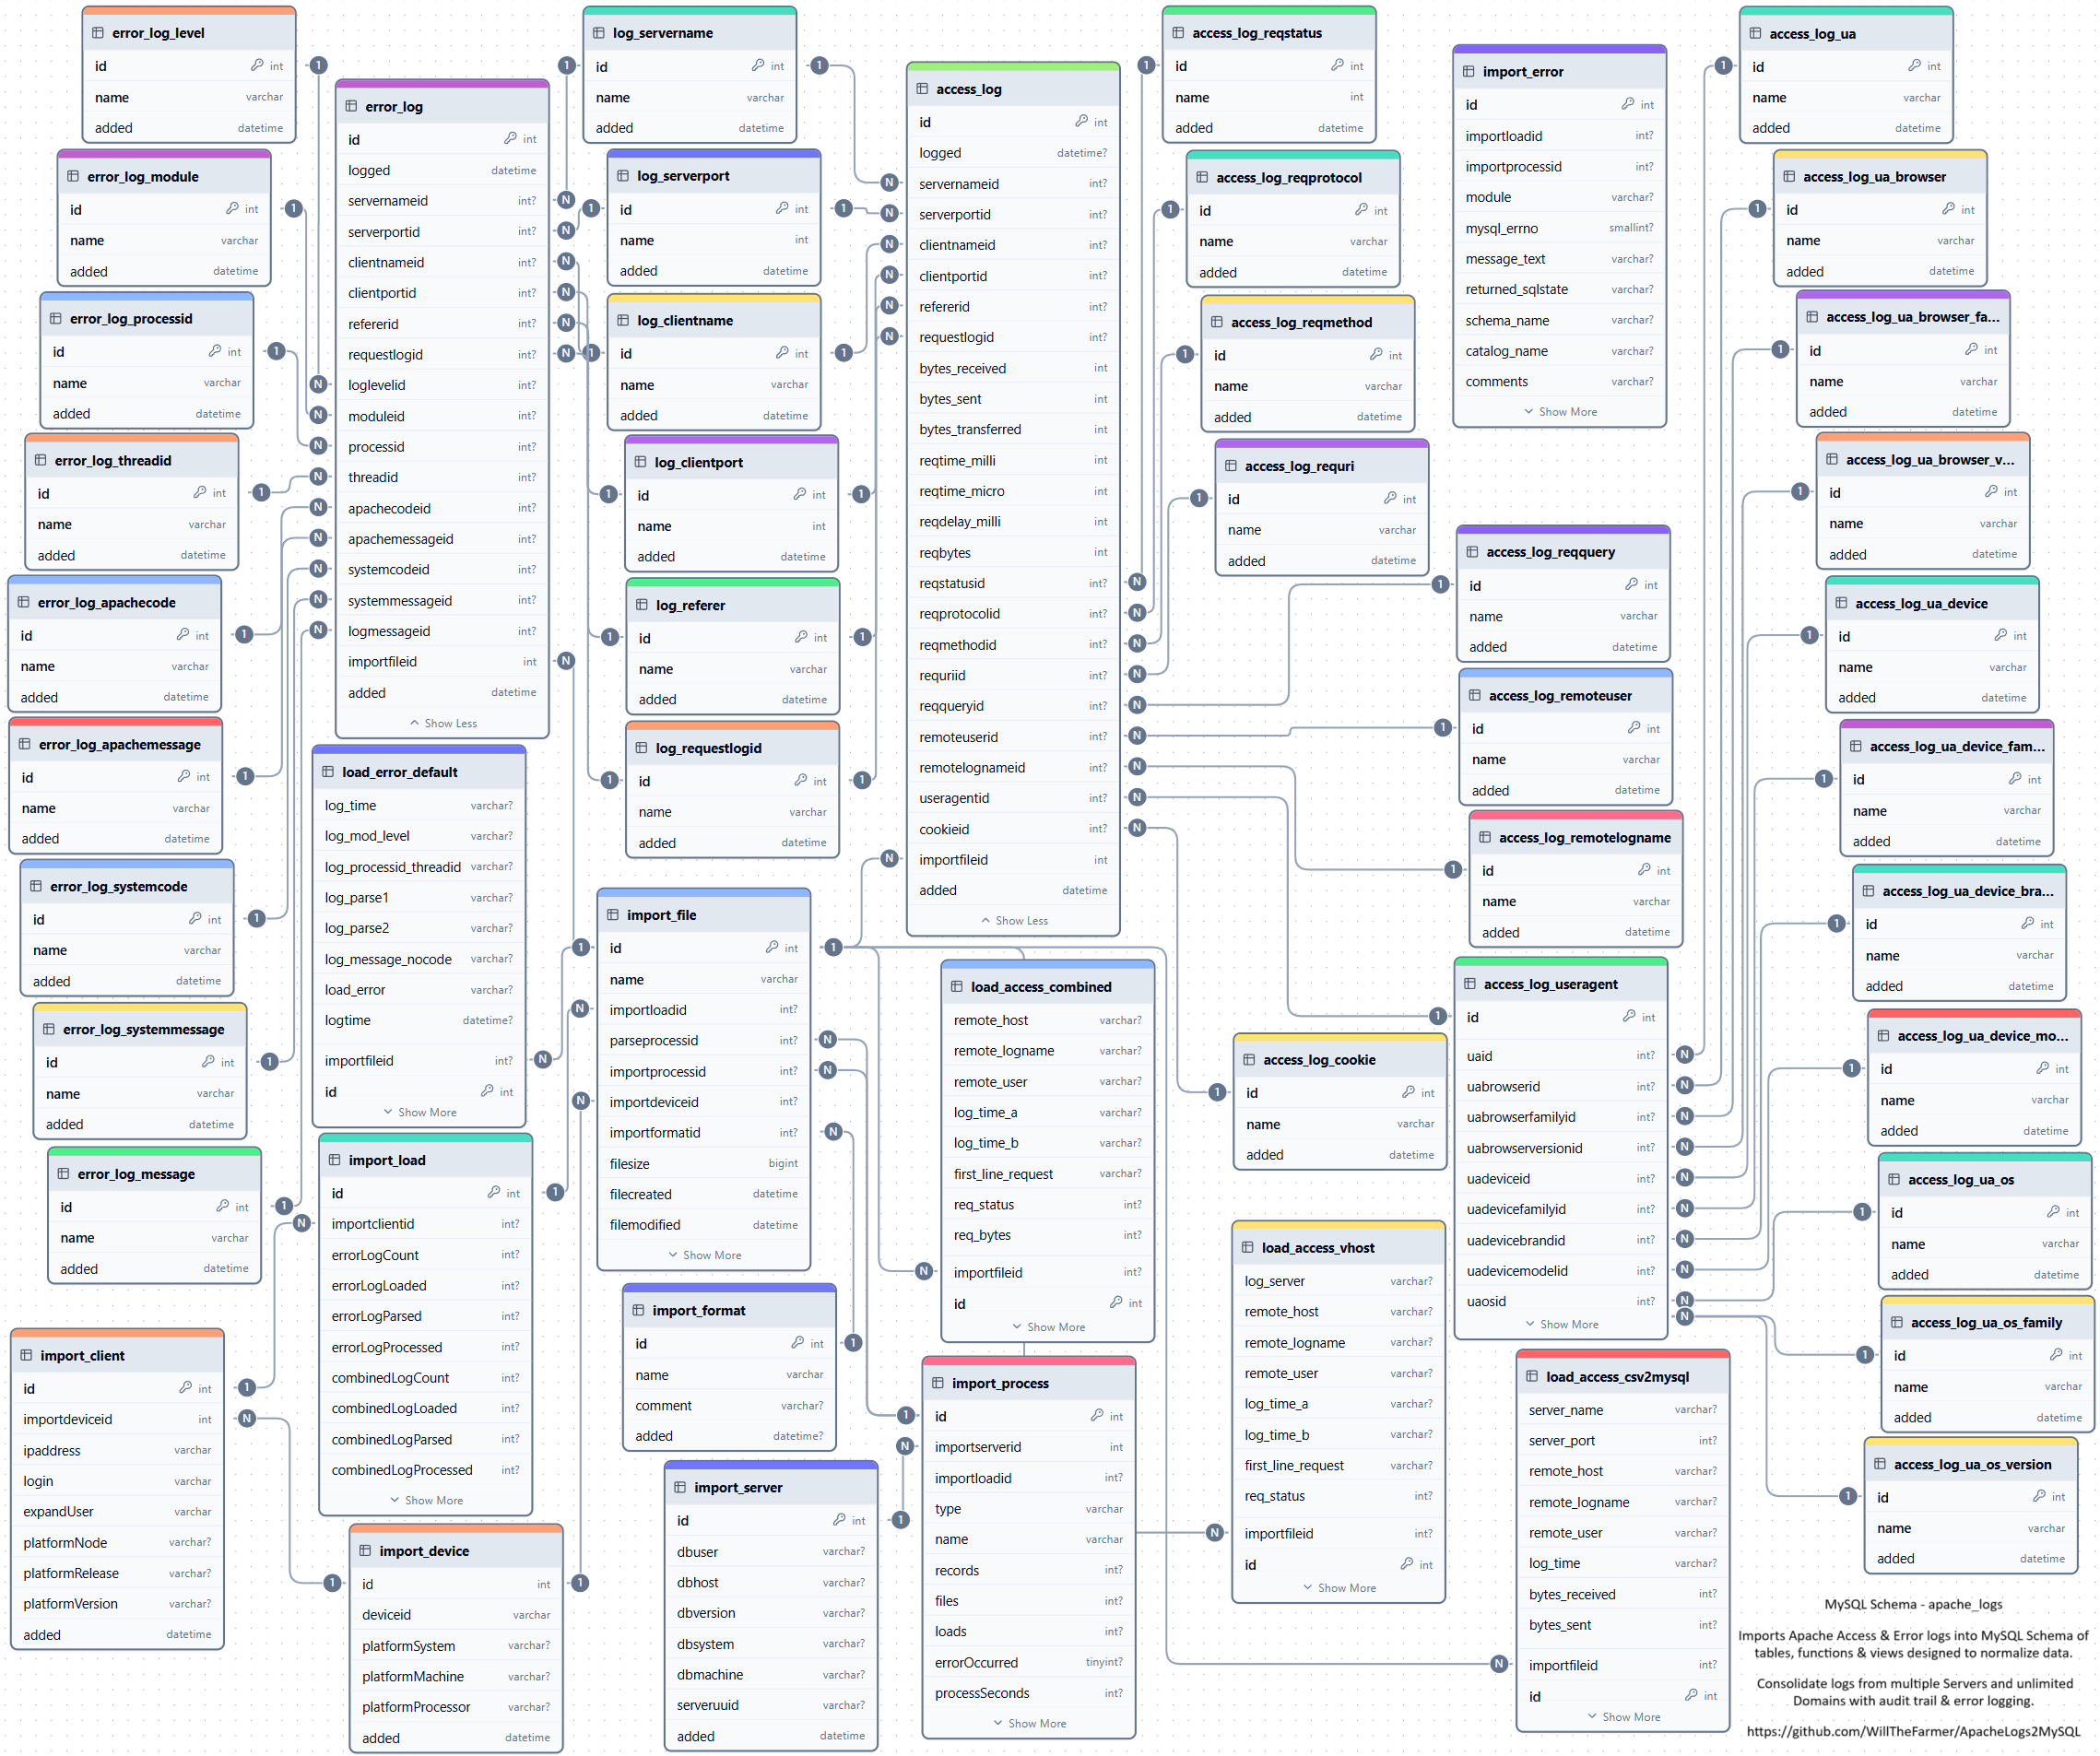 error_log_level
id int
name varchar
added datetime
error_log_module
id int
name varchar
added datetime
error_log_processid
id int
name varchar
added datetime
error_log_threadid
id int
name varchar
added datetime
error_log_apachecode
id int
name varchar
added datetime
error_log_apachemessage
id int
name varchar
added datetime
error_log_systemcode
id int
name varchar
added datetime
error_log_systemmessage
id int
name varchar
added datetime
error_log_message
id int
name varchar
added datetime
import_client
id int
importdeviceid int
ipaddress varchar
login varchar
expandUser varchar
platformNode varchar?
platformRelease varchar?
platformVersion varchar?
added datetime
error_log
id int
logged datetime
servernameid int?
serverportid int?
clientnameid int?
clientportid int?
refererid int?
requestlogid int?
loglevelid int?
moduleid int?
processid int?
threadid int?
apachecodeid int?
apachemessageid int?
systemcodeid int?
systemmessageid int?
logmessageid int?
importfileid int
added datetime
Show Less
load_error_default
log_time varchar?
log_mod_level varchar?
log_processid_threadid varchar?
log_parse1 varchar?
log_parse2 varchar?
log_message_nocode varchar?
load_error varchar?
logtime datetime?
importfileid int?
id int
Show More
import_load
id int
importclientid int?
errorLogCount int?
errorLogLoaded int?
errorLogParsed int?
errorLogProcessed int?
combinedLogCount int?
combinedLogLoaded int?
combinedLogParsed int?
combinedLogProcessed int?
Show More
import_device
id int
deviceid varchar
platformSystem varchar?
platformMachine varchar?
platformProcessor varchar?
added datetime
log_servername
id int
name varchar
added datetime
log_serverport
id int
name int
added datetime
log_clientname
id int
name varchar
added datetime
log_clientport
id int
name int
added datetime
log_referer
id int
name varchar
added datetime
log_requestlogid
id int
name varchar
added datetime
import_file
id int
name varchar
importloadid int?
parseprocessid int?
importprocessid int?
importdeviceid int?
importformatid int?
filesize bigint
filecreated datetime
filemodified datetime
Show More
import_format
id int
name varchar
comment varchar?
added datetime?
import_server
id int
dbuser varchar?
dbhost varchar?
dbversion varchar?
dbsystem varchar?
dbmachine varchar?
serveruuid varchar?
added datetime
access_log
id int
logged datetime?
servernameid int?
serverportid int?
clientnameid int?
clientportid int?
refererid int?
requestlogid int?
bytes_received int
bytes_sent int
bytes_transferred int
reqtime_milli int
reqtime_micro int
reqdelay_milli int
reqbytes int
reqstatusid int?
reqprotocolid int?
reqmethodid int?
requriid int?
reqqueryid int?
remoteuserid int?
remotelognameid int?
useragentid int?
cookieid int?
importfileid int
added datetime
Show Less
load_access_combined
remote_host varchar?
remote_logname varchar?
remote_user varchar?
log_time_a varchar?
log_time_b varchar?
first_line_request varchar?
req_status int?
req_bytes int?
importfileid int?
id int
Show More
import_process
id int
importserverid int
importloadid int?
type varchar
name varchar
records int?
files int?
loads int?
errorOccurred tinyint?
processSeconds int?
Show More
access_log_reqstatus
id int
name int
added datetime
access_log_reqprotocol
id int
name varchar
added datetime
access_log_reqmethod
id int
name varchar
added datetime
access_log_requri
id int
name varchar
added datetime
access_log_cookie
id int
name varchar
added datetime
load_access_vhost
log_server varchar?
remote_host varchar?
remote_logname varchar?
remote_user varchar?
log_time_a varchar?
log_time_b varchar?
first_line_request varchar?
req_status int?
importfileid int?
id int
Show More
import_error
id int
importloadid int?
importprocessid int?
module varchar?
mysql_errno smallint?
message_text varchar?
returned_sqlstate varchar?
schema_name varchar?
catalog_name varchar?
comments varchar?
Show More
access_log_reqquery
id int
name varchar
added datetime
access_log_remoteuser
id int
name varchar
added datetime
access_log_remotelogname
id int
name varchar
added datetime
access_log_useragent
id int
uaid int?
uabrowserid int?
uabrowserfamilyid int?
uabrowserversionid int?
uadeviceid int?
uadevicefamilyid int?
uadevicebrandid int?
uadevicemodelid int?
uaosid int?
Show More
load_access_csv2mysql
server_name varchar?
server_port int?
remote_host varchar?
remote_logname varchar?
remote_user varchar?
log_time varchar?
bytes_received int?
bytes_sent int?
importfileid int?
id int
Show More
access_log_ua
id int
name varchar
added datetime
access_log_ua_browser
id int
name varchar
added datetime
access_log_ua_browser_fa...
id int
name varchar
added datetime
access_log_ua_browser_v...
id int
name varchar
added datetime
access_log_ua_device
id int
name varchar
added datetime
access_log_ua_device_fam...
id int
name varchar
added datetime
access_log_ua_device_bra...
id int
name varchar
added datetime
access_log_ua_device_mo...
id int
name varchar
added datetime
access_log_ua_os
id int
name varchar
added datetime
access_log_ua_os_family
id int
name varchar
added datetime
access_log_ua_os_version
id int
name varchar
added datetime
MySQL Schema - apache_logs
Imports Apache Access & Error logs into MySQL Schema of
tables, functions & views designed to normalize data.
Consolidate logs from multiple Servers and unlimited
Domains with audit trail & error logging.
https://github.com/WillTheFarmer/ApacheLogs2MySQL